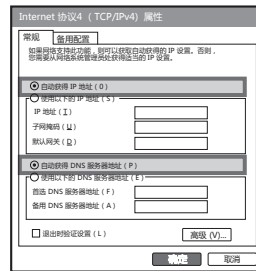 Internet 协议4 ( TCP/IPv4) 属性
常规 备用配置
如果网络支持此功能，则可以获取自动获得的 IP 设置。否则，
您需要从网络系统管理员处获得适当的 IP 设置。
自动获得 IP 地址 ( O )
使用以下的 IP 地址 ( S )
IP 地址 ( I )
子网掩码 ( U )
默认网关 ( D )
自动获得 DNS 服务器地址 ( P )
使用以下的 DNS 服务器地址 ( E )
首选 DNS 服务器地址 ( F )
备用 DNS 服务器地址 ( A )
退出时验证设置 ( L )
高级 (V)...
确定 取消